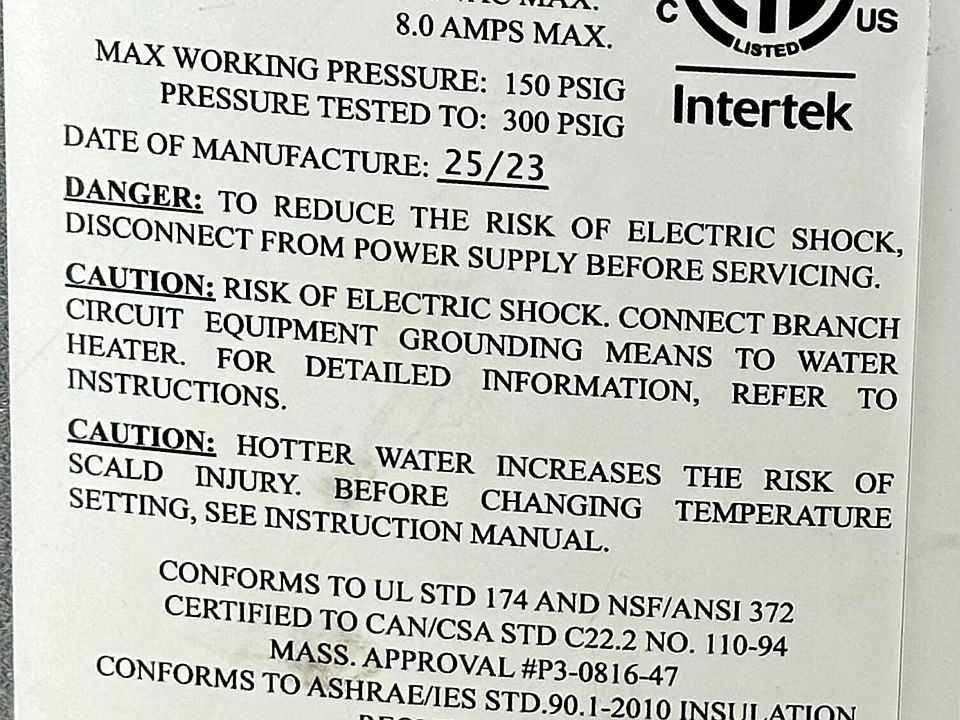 VAC MAX.
8.0 AMPS MAX.
C
US
LISTED
Intertek
MAX WORKING PRESSURE: 150 PSIG
PRESSURE TESTED TO: 300 PSIG
DATE OF MANUFACTURE: 25/23
DANGER: TO REDUCE THE RISK OF ELECTRIC SHOCK,
DISCONNECT FROM POWER SUPPLY BEFORE SERVICING.
CAUTION: RISK OF ELECTRIC SHOCK. CONNECT BRANCH
CIRCUIT EQUIPMENT GROUNDING MEANS TO WATER
HEATER. FOR DETAILED INFORMATION, REFER TO
INSTRUCTIONS.
CAUTION: HOTTER WATER INCREASES THE RISK OF
SCALD INJURY. BEFORE CHANGING TEMPERATURE
SETTING, SEE INSTRUCTION MANUAL.
CONFORMS TO UL STD 174 AND NSF/ANSI 372
CERTIFIED TO CAN/CSA STD C22.2 NO. 110-94
MASS. APPROVAL #P3-0816-47
CONFORMS TO ASHRAE/IES STD.90.1-2010 INSULATION